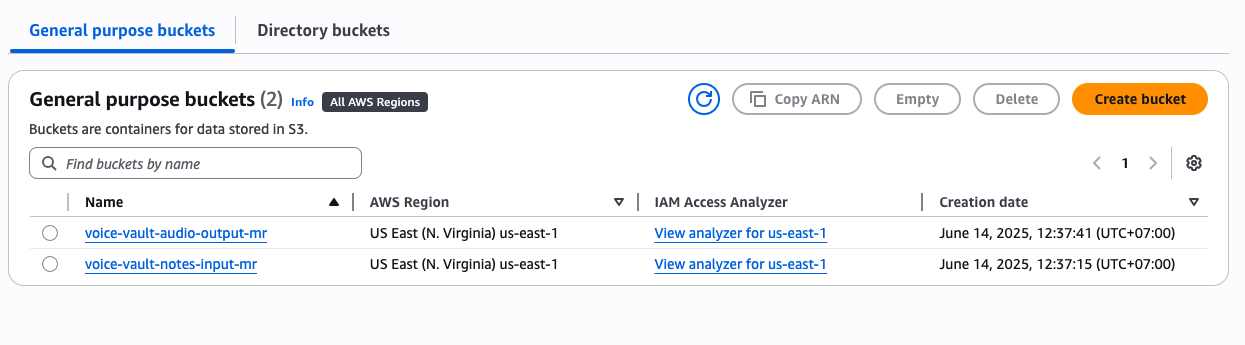 General purpose buckets Directory buckets
General purpose buckets (2) Info All AWS Regions Copy ARN Empty Delete Create bucket
Buckets are containers for data stored in S3.
Find buckets by name 1
Name AWS Region IAM Access Analyzer Creation date
voice-vault-audio-output-mr US East (N. Virginia) us-east-1 View analyzer for us-east-1 June 14, 2025, 12:37:41 (UTC+07:00)
voice-vault-notes-input-mr US East (N. Virginia) us-east-1 View analyzer for us-east-1 June 14, 2025, 12:37:15 (UTC+07:00)